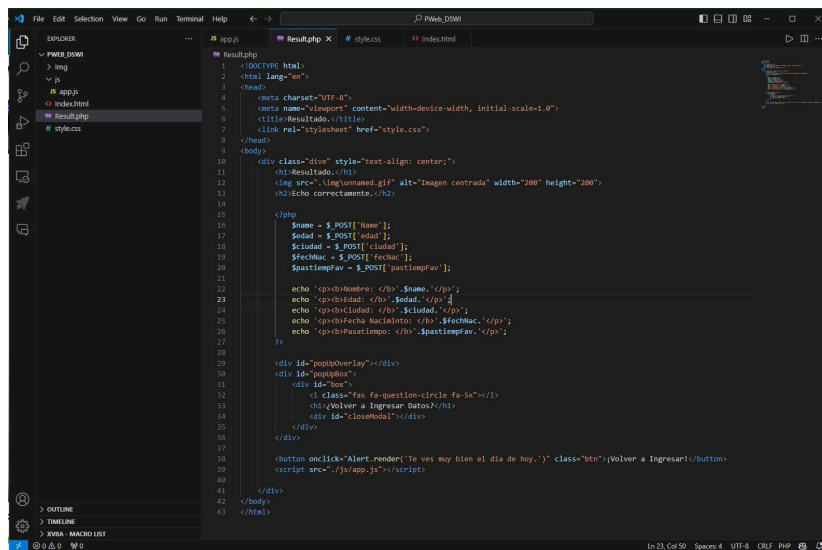 File Edit Selection View Go Run Terminal Help PWeb_DSWI
EXPLORER
PWEB_DSWI
Img
js
JS app.js
Index.html
Result.php
# style.css
OUTLINE
TIMELINE
XVBA - MACRO LIST
JS app.js Result.php # style.css Index.html
Result.php
1 <!DOCTYPE html>
2 <html lang="en">
3 <head>
4 <meta charset="UTF-8">
5 <meta name="viewport" content="width=device-width, initial-scale=1.0">
6 <title>Resultado.</title>
7 <link rel="stylesheet" href="style.css">
8 </head>
9 <body>
10 <div class="dive" style="text-align: center;">
11 <h1>Resultado.</h1>
12 <img src=".\img\unnamed.gif" alt="Imagen centrada" width="200" height="200">
13 <h2>Echo correctamente.</h2>
14
15 <?php
16 $name = $_POST['Name'];
17 $edad = $_POST['edad'];
18 $ciudad = $_POST['ciudad'];
19 $fechNac = $_POST['fecNac'];
20 $pastiempFav = $_POST['pastiempFav'];
21
22 echo '<p><b>Nombre: </b>'.$name.'</p>';
23 echo '<p><b>Edad: </b>'.$edad.'</p>';
24 echo '<p><b>Ciudad: </b>'.$ciudad.'</p>';
25 echo '<p><b>Fecha Naciminto: </b>'.$fechNac.'</p>';
26 echo '<p><b>Pasatiempo: </b>'.$pastiempFav.'</p>';
27 ?>
28
29 <div id="popUpOverlay"></div>
30 <div id="popUpBox">
31 <div id="box">
32 <i class="fas fa-question-circle fa-5x"></i>
33 <h1>¿Volver a Ingresar Datos?</h1>
34 <div id="closeModal"></div>
35 </div>
36 </div>
37
38 <button onclick="Alert.render('Te ves muy bien el día de hoy.')" class="btn">¡Volver a Ingresar!</button>
39 <script src="./js/app.js"></script>
40
41 </div>
42 </body>
43 </html>
0 0 0 Ln 23, Col 50 Spaces: 4 UTF-8 CRLF PHP